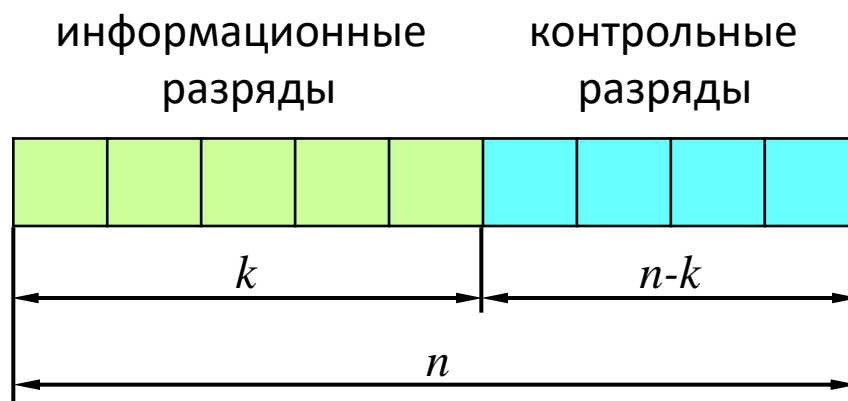 информационные
разряды
контрольные
разряды
k
n-k
n